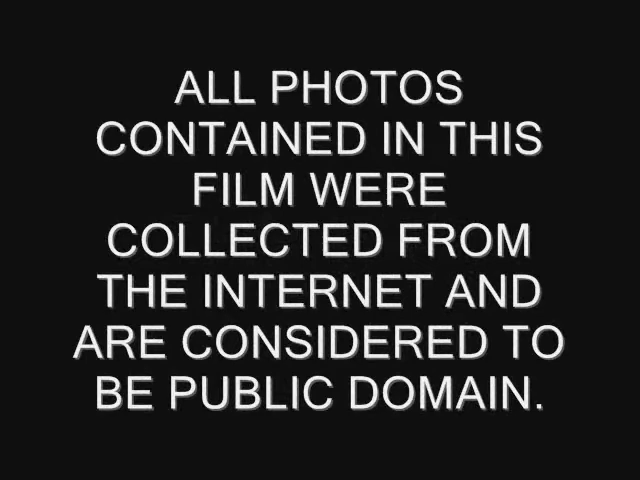 ALL PHOTOS
CONTAINED IN THIS
FILM WERE
COLLECTED FROM
THE INTERNET AND
ARE CONSIDERED TO
BE PUBLIC DOMAIN.